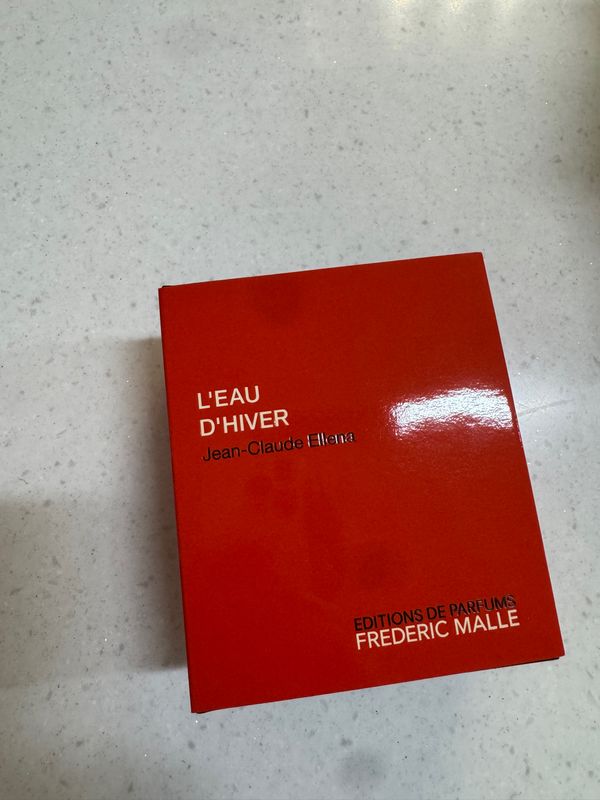 L'EAU
D'HIVER
Jean-Claude Ellena
EDITIONS DE PARFUMS
FREDERIC MALLE